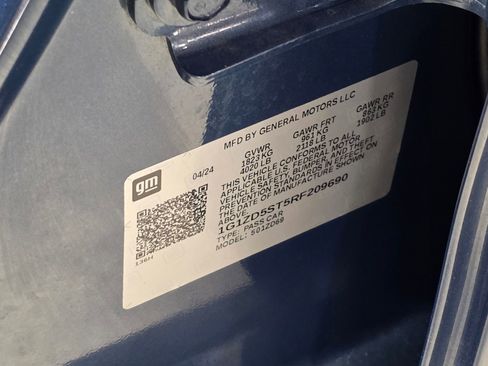 MFD BY GENERAL MOTORS LLC
gm
04/24
GVWR GAWR FRT GAWR RR
1823 KG 961 KG 863 KG
4020 LB 2118 LB 1902 LB
THIS VEHICLE CONFORMS TO ALL
APPLICABLE U.S. FEDERAL MOTOR
VEHICLE SAFETY, BUMPER, AND THEFT
PREVENTION STANDARDS IN EFFECT ON
THE DATE OF MANUFACTURE SHOWN
ABOVE.
1G1ZD5ST5RF209690
TYPE: PASS CAR
MODEL: 501ZD69